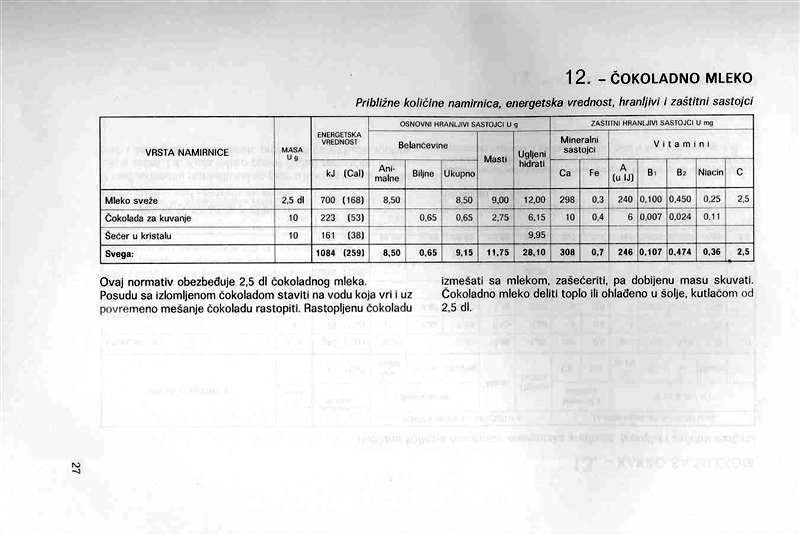 12. – ČOKOLADNO MLEKO
Približne količine namirnica, energetska vrednost, hranljivi i zaštitni sastojci
VRSTA NAMIRNICE MASA U g ENERGETSKA VREDNOST kJ (Cal) OSNOVNI HRANLJIVI SASTOJCI U g ZAŠTITNI HRANLJIVI SASTOJCI U mg
Belančevine Masti Ugljeni hidrati Mineralni sastojci Vitamini
Animalne Biljne Ukupno Ca Fe A (u IJ) B1 B2 Niacin C
Mleko sveže 2,5 dl 700 (168) 8,50 8,50 9,00 12,00 298 0,3 240 0,100 0,450 0,25 2,5
Čokolada za kuvanje 10 223 (53) 0,65 0,65 2,75 6,15 10 0,4 6 0,007 0,024 0.11
Šećer u kristalu 10 161 (38) 9,95
Svega: 1084 (259) 8,50 0,65 9,15 11,75 28,10 308 0,7 246 0,107 0,474 0,36 2,5
Ovaj normativ obezbeđuje 2,5 dl čokoladnog mleka.
Posudu sa izlomljenom čokoladom staviti na vodu koja vri i uz
povremeno mešanje čokoladu rastopiti. Rastopljenu čokoladu
izmešati sa mlekom, zašećeriti, pa dobijenu masu skuvati.
Čokoladno mleko deliti toplo ili ohlađeno u šolje, kutlačom od
2,5 dl.
27